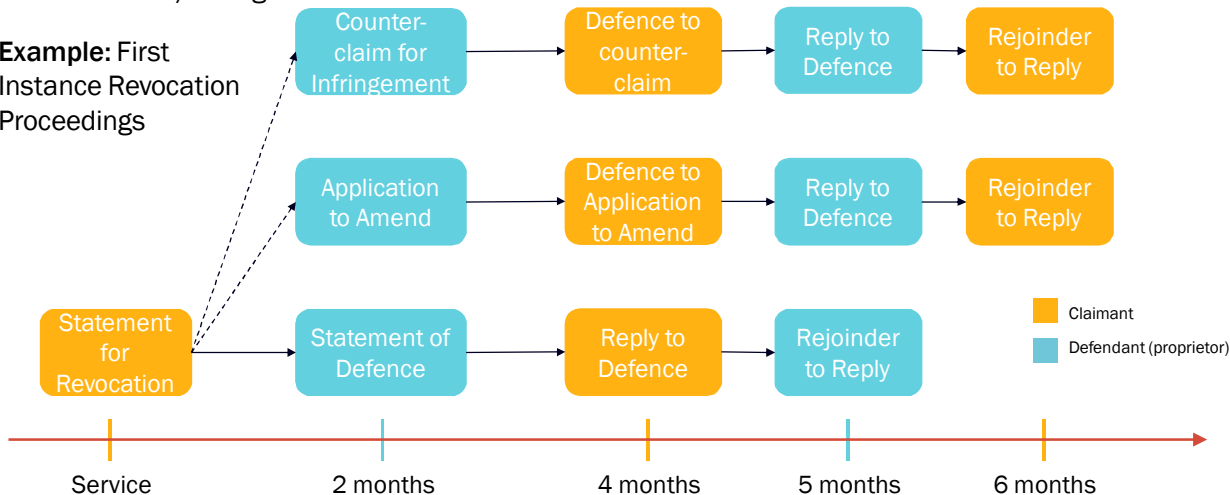 Example: First
Instance Revocation
Proceedings
Counter-
claim for
Infringement
Defence to
counter-
claim
Reply to
Defence
Rejoinder
to Reply
Application
to Amend
Defence to
Application
to Amend
Reply to
Defence
Rejoinder
to Reply
Statement
for
Revocation
Statement of
Defence
Reply to
Defence
Rejoinder
to Reply
Claimant
Defendant (proprietor)
Service
2 months
4 months
5 months
6 months